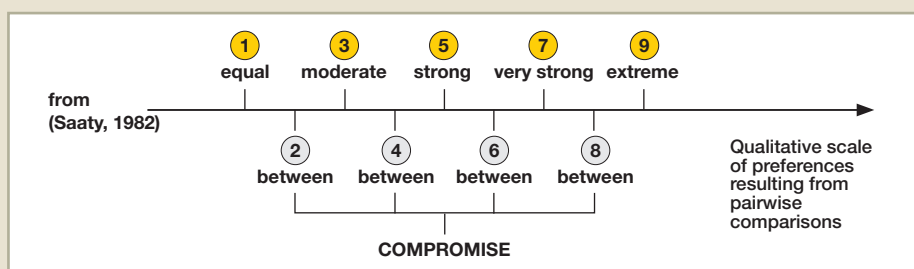 1 3 5 7 9
equal moderate strong very strong extreme
from
(Saaty, 1982)
2 4 6 8
between between between between
COMPROMISE
Qualitative scale
of preferences
resulting from
pairwise
comparisons